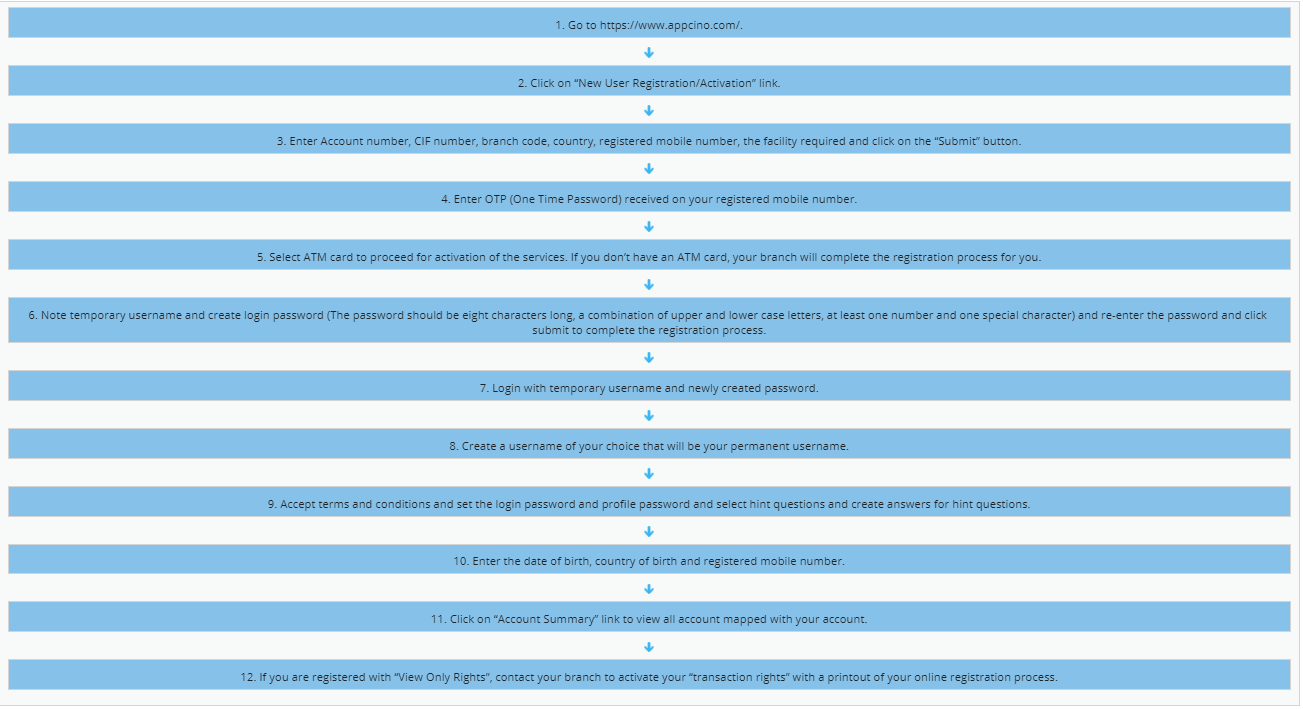 1. Go to https://www.appcino.com/.
2. Click on “New User Registration/Activation” link.
3. Enter Account number, CIF number, branch code, country, registered mobile number, the facility required and click on the “Submit” button.
4. Enter OTP (One Time Password) received on your registered mobile number.
5. Select ATM card to proceed for activation of the services. If you don’t have an ATM card, your branch will complete the registration process for you.
6. Note temporary username and create login password (The password should be eight characters long, a combination of upper and lower case letters, at least one number and one special character) and re-enter the password and click
submit to complete the registration process.
7. Login with temporary username and newly created password.
8. Create a username of your choice that will be your permanent username.
9. Accept terms and conditions and set the login password and profile password and select hint questions and create answers for hint questions.
10. Enter the date of birth, country of birth and registered mobile number.
11. Click on “Account Summary” link to view all account mapped with your account.
12. If you are registered with “View Only Rights”, contact your branch to activate your “transaction rights” with a printout of your online registration process.